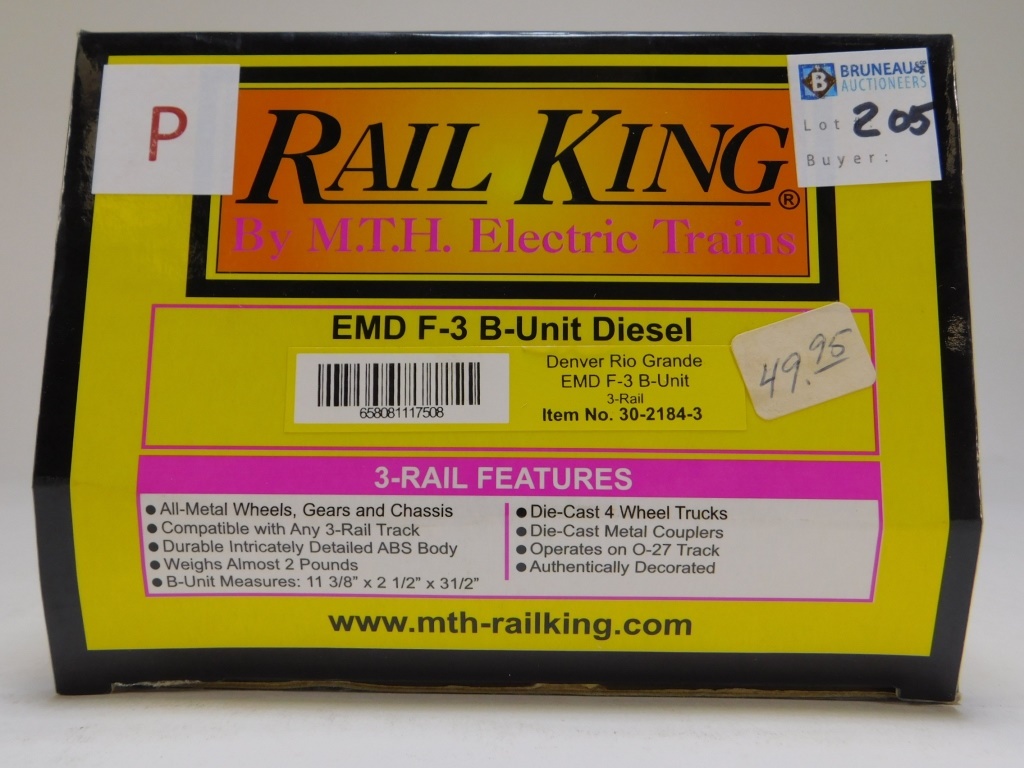 P
BRUNEAU & CO
AUCTIONEERS
Lot 205
Buyer:
RAIL KING®
By M.T.H. Electric Trains
EMD F-3 B-Unit Diesel
658081117508
Denver Rio Grande
EMD F-3 B-Unit
3-Rail
Item No. 30-2184-3
49.95
3-RAIL FEATURES
• All-Metal Wheels, Gears and Chassis
• Compatible with Any 3-Rail Track
• Durable Intricately Detailed ABS Body
• Weighs Almost 2 Pounds
• B-Unit Measures: 11 3/8" x 2 1/2" x 31/2"
• Die-Cast 4 Wheel Trucks
• Die-Cast Metal Couplers
• Operates on O-27 Track
• Authentically Decorated
www.mth-railking.com